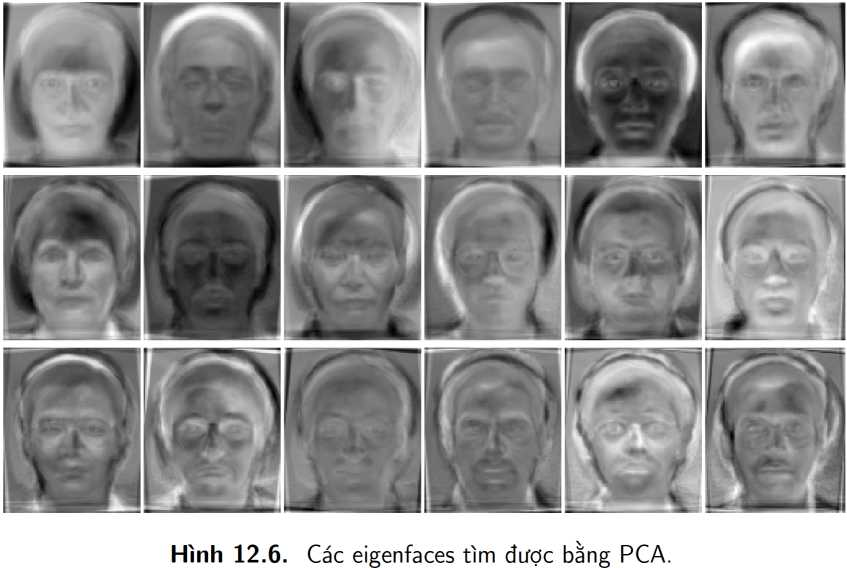 Hình 12.6. Các eigenfaces tìm được bằng PCA.